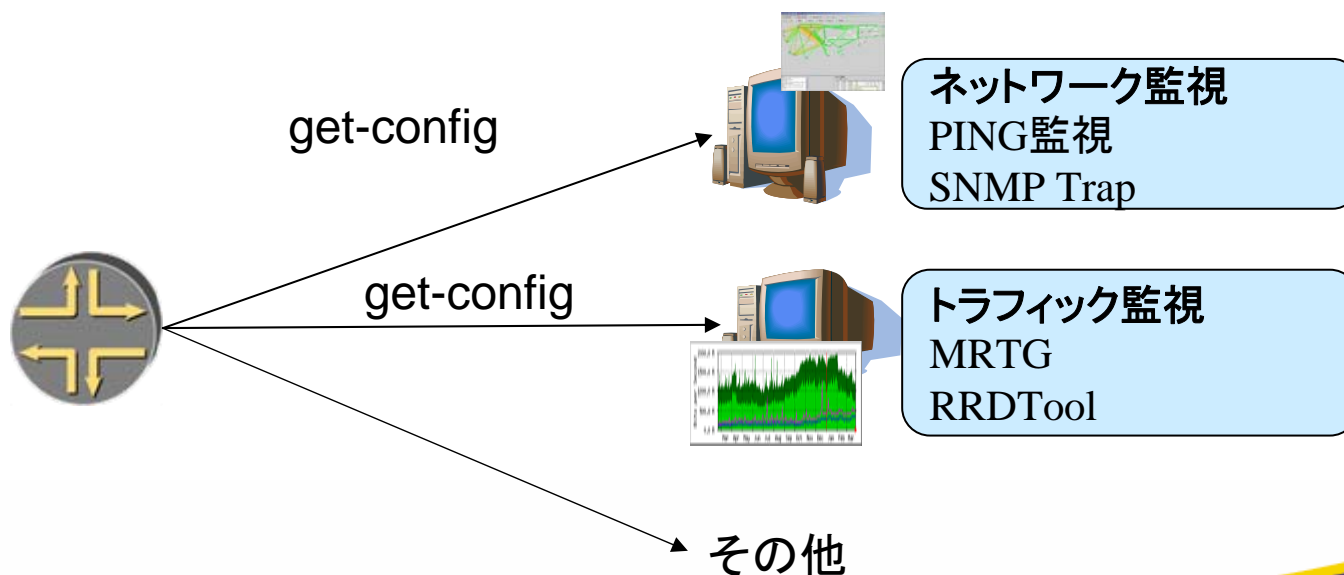 get-config
ネットワーク監視
PING監視
SNMP Trap
get-config
トラフィック監視
MRTG
RRDTool
その他